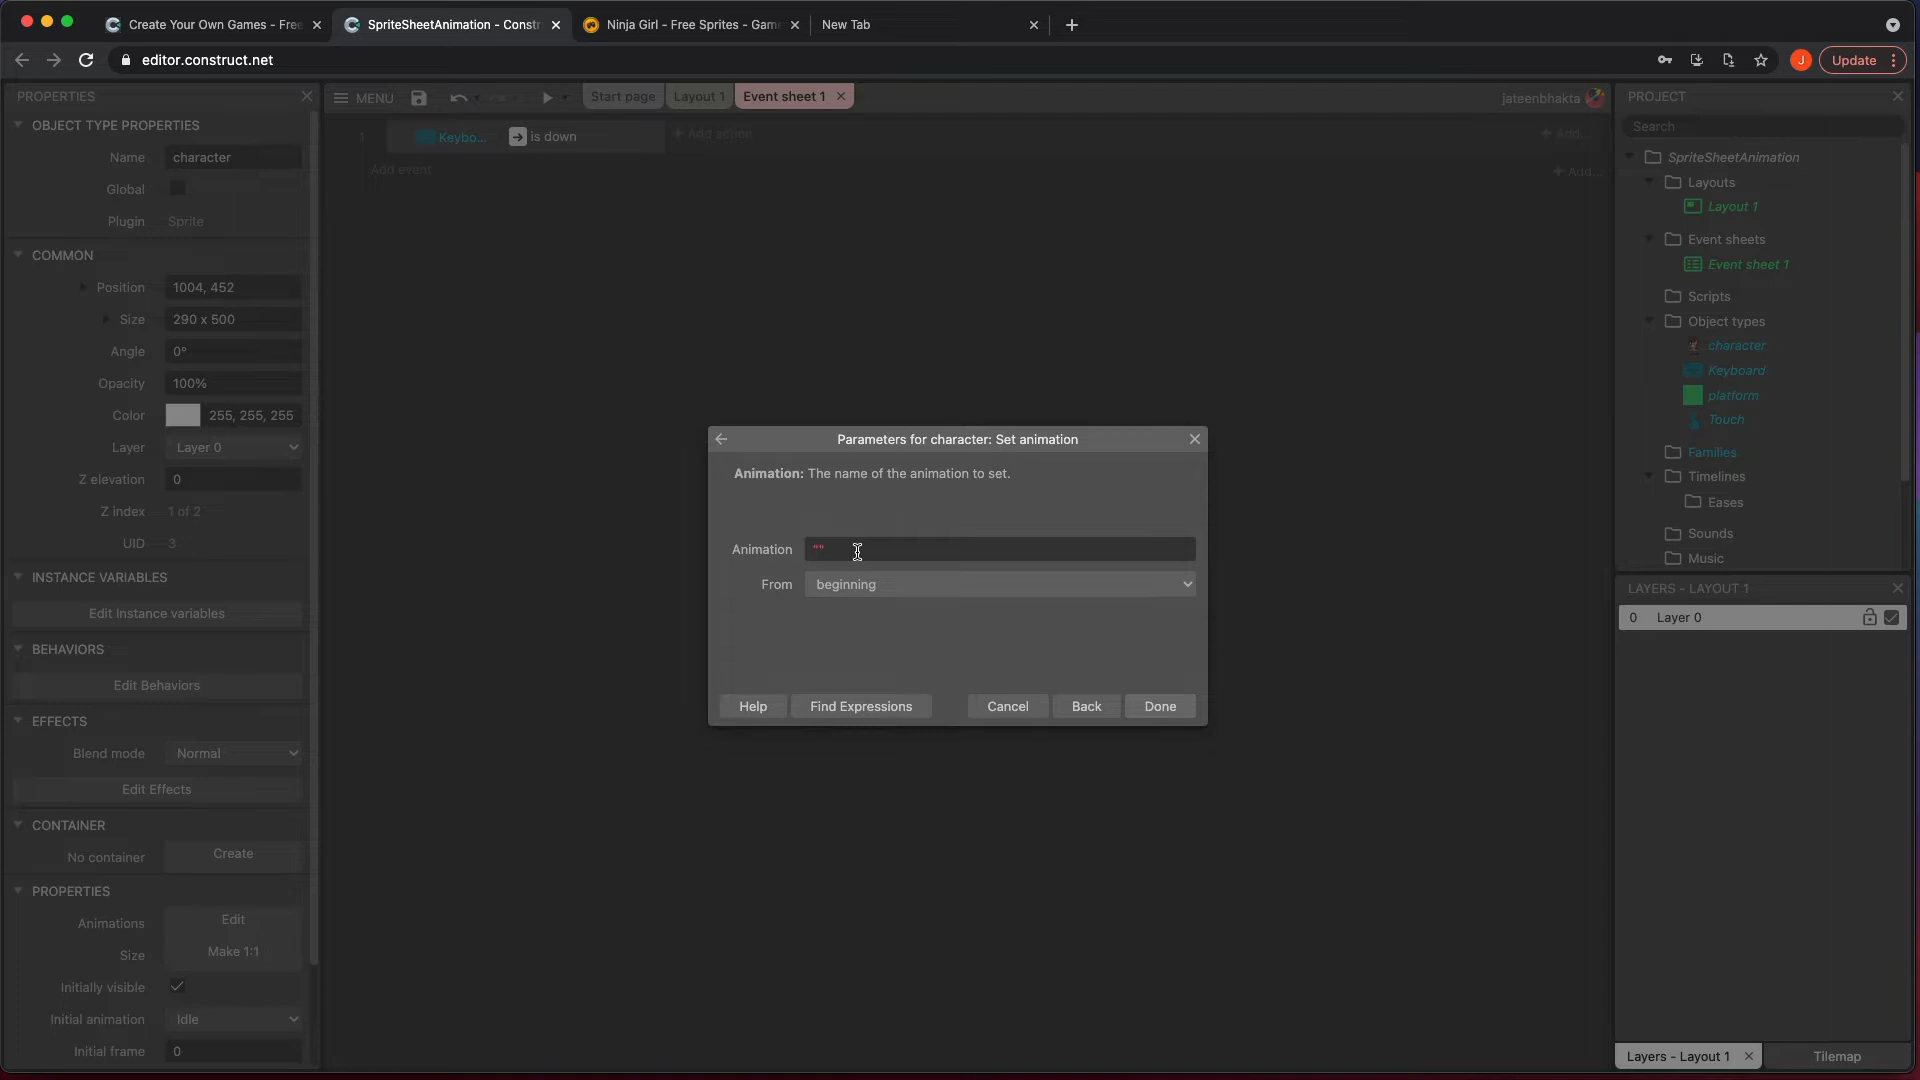 Create Your Own Games - Free
SpriteSheetAnimation - Constr
Ninja Girl - Free Sprites - Game
New Tab
editor.construct.net
J
Update
PROPERTIES
OBJECT TYPE PROPERTIES
Name character
Global
Plugin Sprite
COMMON
Position 1004, 452
Size 290 x 500
Angle 0°
Opacity 100%
Color 255, 255, 255
Layer Layer 0
Z elevation 0
Z index 1 of 2
UID 3
INSTANCE VARIABLES
Edit Instance variables
BEHAVIORS
Edit Behaviors
EFFECTS
Blend mode Normal
Edit Effects
CONTAINER
No container Create
PROPERTIES
Animations Edit
Size Make 1:1
Initially visible
Initial animation Idle
Initial frame 0
MENU
Start page
Layout 1
Event sheet 1
jateenbhakta
1 Keybo... is down + Add action + Add...
Add event + Add...
Parameters for character: Set animation
Animation: The name of the animation to set.
Animation ""
From beginning
Help
Find Expressions
Cancel
Back
Done
PROJECT
Search
SpriteSheetAnimation
Layouts
Layout 1
Event sheets
Event sheet 1
Scripts
Object types
character
Keyboard
platform
Touch
Families
Timelines
Eases
Sounds
Music
LAYERS - LAYOUT 1
0 Layer 0
Layers - Layout 1
Tilemap